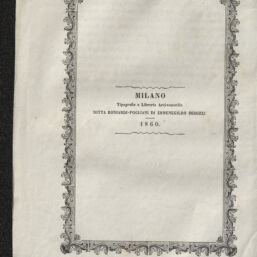 MILANO
Tipografia e Libreria Arcivescovile
DITTA BONIARDI-POGLIANI DI ERMENEGILDO BESOZZI
1860.